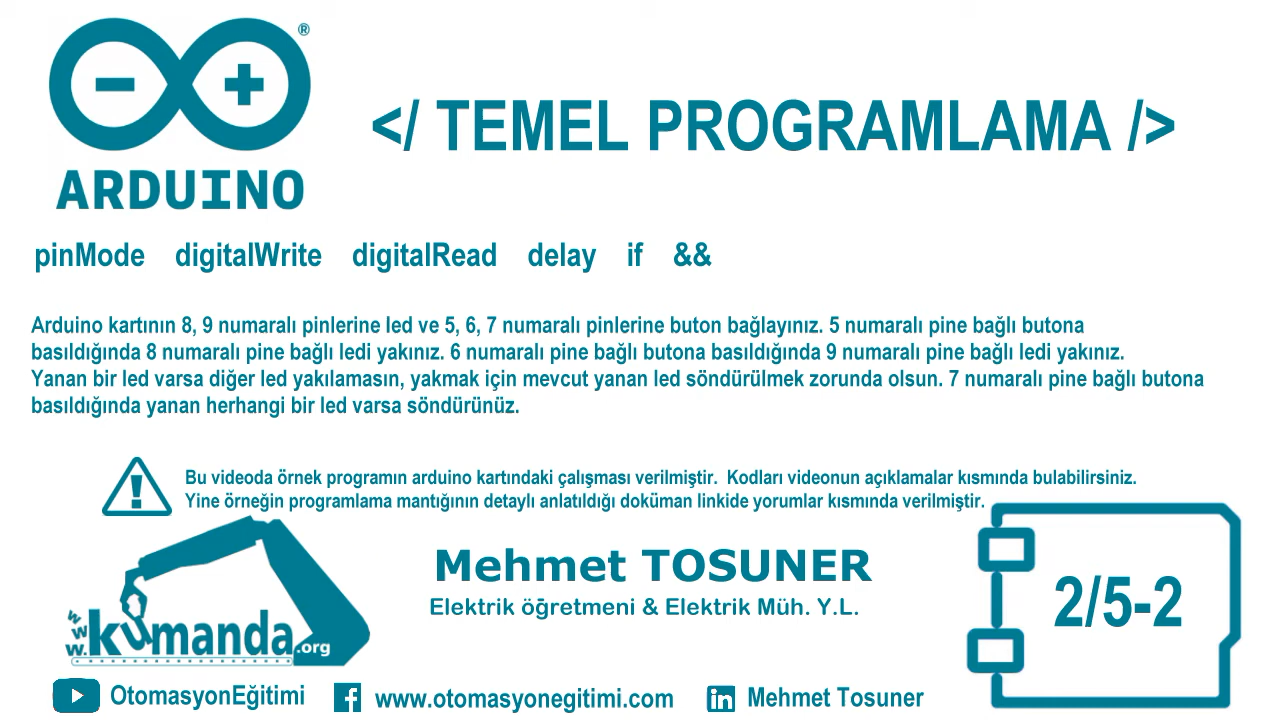 ARDUINO ®
</ TEMEL PROGRAMLAMA />
pinMode digitalWrite digitalRead delay if &&
Arduino kartının 8, 9 numaralı pinlerine led ve 5, 6, 7 numaralı pinlerine buton bağlayınız. 5 numaralı pine bağlı butona
basıldığında 8 numaralı pine bağlı ledi yakınız. 6 numaralı pine bağlı butona basıldığında 9 numaralı pine bağlı ledi yakınız.
Yanan bir led varsa diğer led yakılamasın, yakmak için mevcut yanan led söndürülmek zorunda olsun. 7 numaralı pine bağlı butona
basıldığında yanan herhangi bir led varsa söndürünüz.
Bu videoda örnek programın arduino kartındaki çalışması verilmiştir. Kodları videonun açıklamalar kısmında bulabilirsiniz.
Yine örneğin programlama mantığının detaylı anlatıldığı doküman linkide yorumlar kısmında verilmiştir.
Mehmet TOSUNER
Elektrik öğretmeni & Elektrik Müh. Y.L.
www.kumanda.org
2/5-2
OtomasyonEğitimi www.otomasyonegitimi.com Mehmet Tosuner